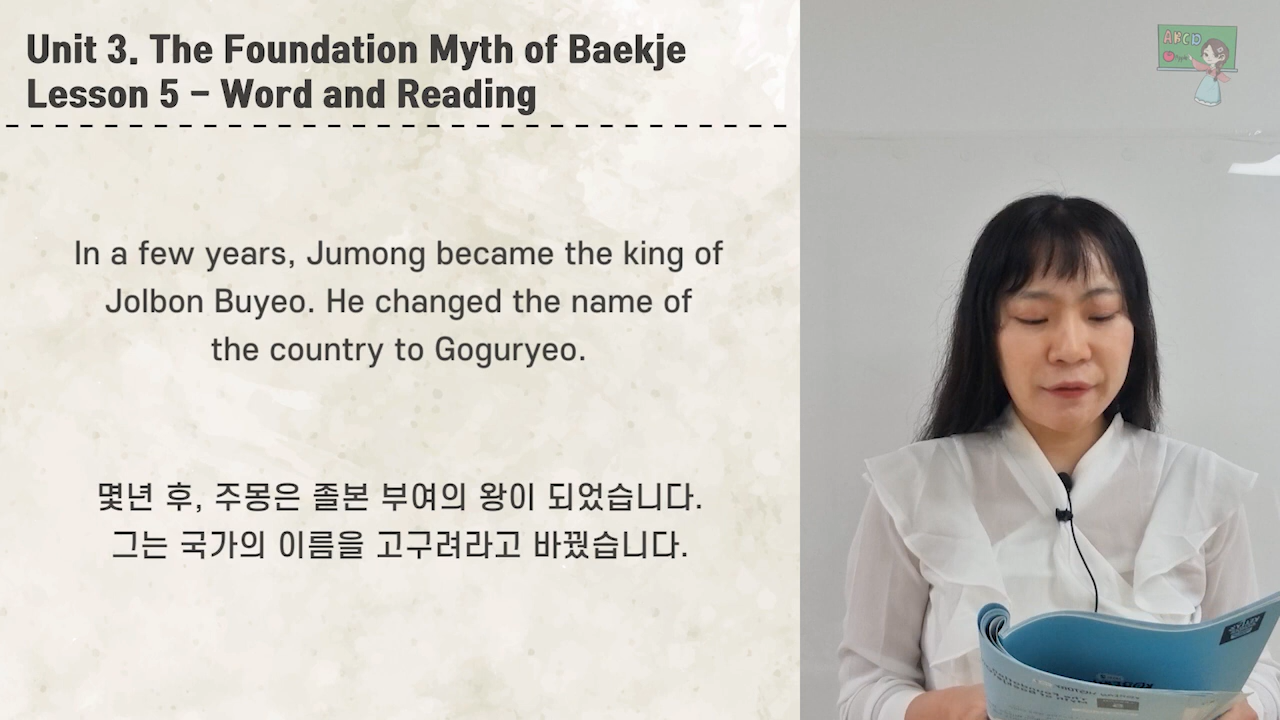 Unit 3. The Foundation Myth of Baekje
Lesson 5 – Word and Reading
In a few years, Jumong became the king of
Jolbon Buyeo. He changed the name of
the country to Goguryeo.
몇년 후, 주몽은 졸본 부여의 왕이 되었습니다.
그는 국가의 이름을 고구려라고 바꿨습니다.
ABCD